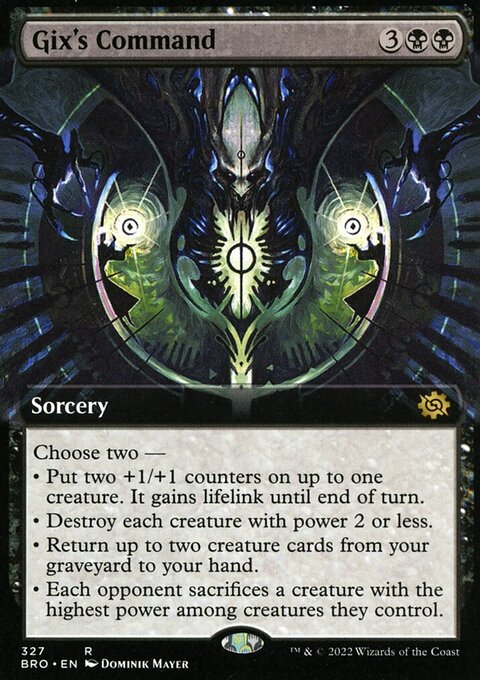 Gix's Command 3
Sorcery
Choose two —
• Put two +1/+1 counters on up to one
creature. It gains lifelink until end of turn.
• Destroy each creature with power 2 or less.
• Return up to two creature cards from your
graveyard to your hand.
• Each opponent sacrifices a creature with the
highest power among creatures they control.
327 R
BRO • EN DOMINIK MAYER
™ & © 2022 Wizards of the Coast